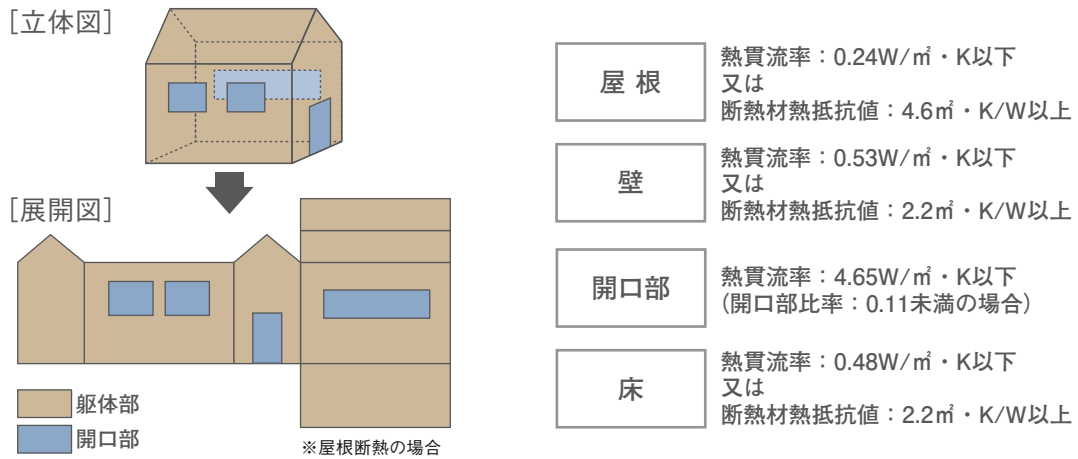 [立体図]
[展開図]
躯体部
開口部
※屋根断熱の場合
屋 根
熱貫流率：0.24W/㎡・K以下
又は
断熱材熱抵抗値：4.6㎡・K/W以上
壁
熱貫流率：0.53W/㎡・K以下
又は
断熱材熱抵抗値：2.2㎡・K/W以上
開口部
熱貫流率：4.65W/㎡・K以下
(開口部比率：0.11未満の場合)
床
熱貫流率：0.48W/㎡・K以下
又は
断熱材熱抵抗値：2.2㎡・K/W以上